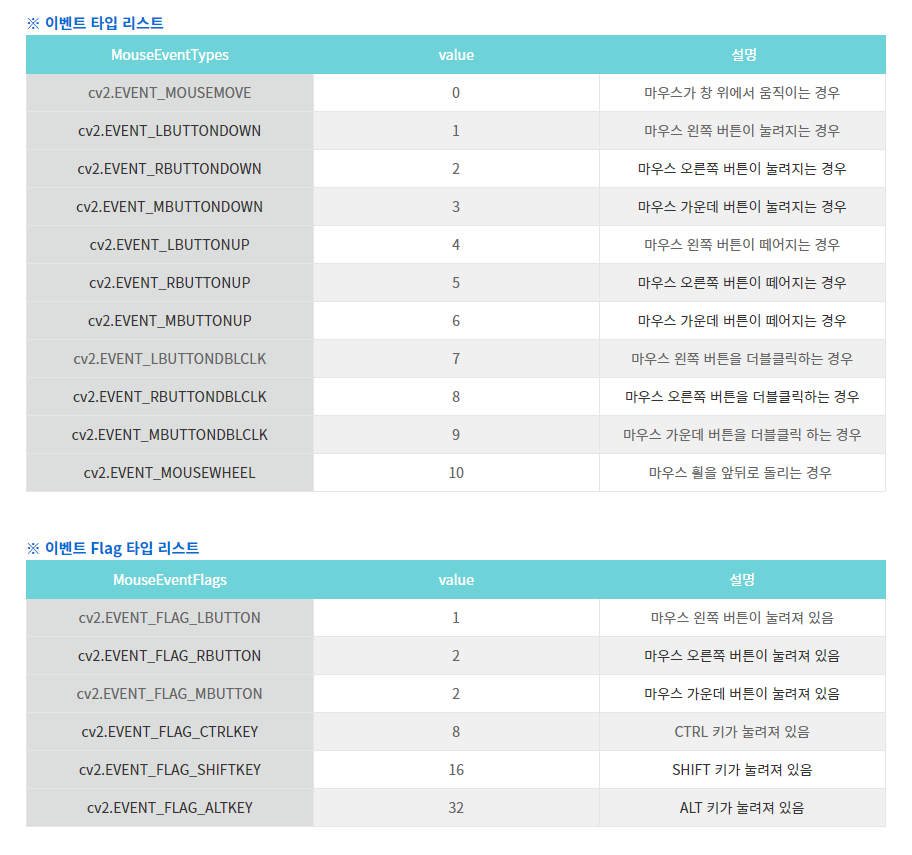 ※ 이벤트 타입 리스트
MouseEventTypes value 설명
cv2.EVENT_MOUSEMOVE 0 마우스가 창 위에서 움직이는 경우
cv2.EVENT_LBUTTONDOWN 1 마우스 왼쪽 버튼이 눌려지는 경우
cv2.EVENT_RBUTTONDOWN 2 마우스 오른쪽 버튼이 눌려지는 경우
cv2.EVENT_MBUTTONDOWN 3 마우스 가운데 버튼이 눌려지는 경우
cv2.EVENT_LBUTTONUP 4 마우스 왼쪽 버튼이 떼어지는 경우
cv2.EVENT_RBUTTONUP 5 마우스 오른쪽 버튼이 떼어지는 경우
cv2.EVENT_MBUTTONUP 6 마우스 가운데 버튼이 떼어지는 경우
cv2.EVENT_LBUTTONDBLCLK 7 마우스 왼쪽 버튼을 더블클릭하는 경우
cv2.EVENT_RBUTTONDBLCLK 8 마우스 오른쪽 버튼을 더블클릭하는 경우
cv2.EVENT_MBUTTONDBLCLK 9 마우스 가운데 버튼을 더블클릭 하는 경우
cv2.EVENT_MOUSEWHEEL 10 마우스 휠을 앞뒤로 돌리는 경우
※ 이벤트 Flag 타입 리스트
MouseEventFlags value 설명
cv2.EVENT_FLAG_LBUTTON 1 마우스 왼쪽 버튼이 눌려져 있음
cv2.EVENT_FLAG_RBUTTON 2 마우스 오른쪽 버튼이 눌려져 있음
cv2.EVENT_FLAG_MBUTTON 2 마우스 가운데 버튼이 눌려져 있음
cv2.EVENT_FLAG_CTRLKEY 8 CTRL 키가 눌려져 있음
cv2.EVENT_FLAG_SHIFTKEY 16 SHIFT 키가 눌려져 있음
cv2.EVENT_FLAG_ALTKEY 32 ALT 키가 눌려져 있음